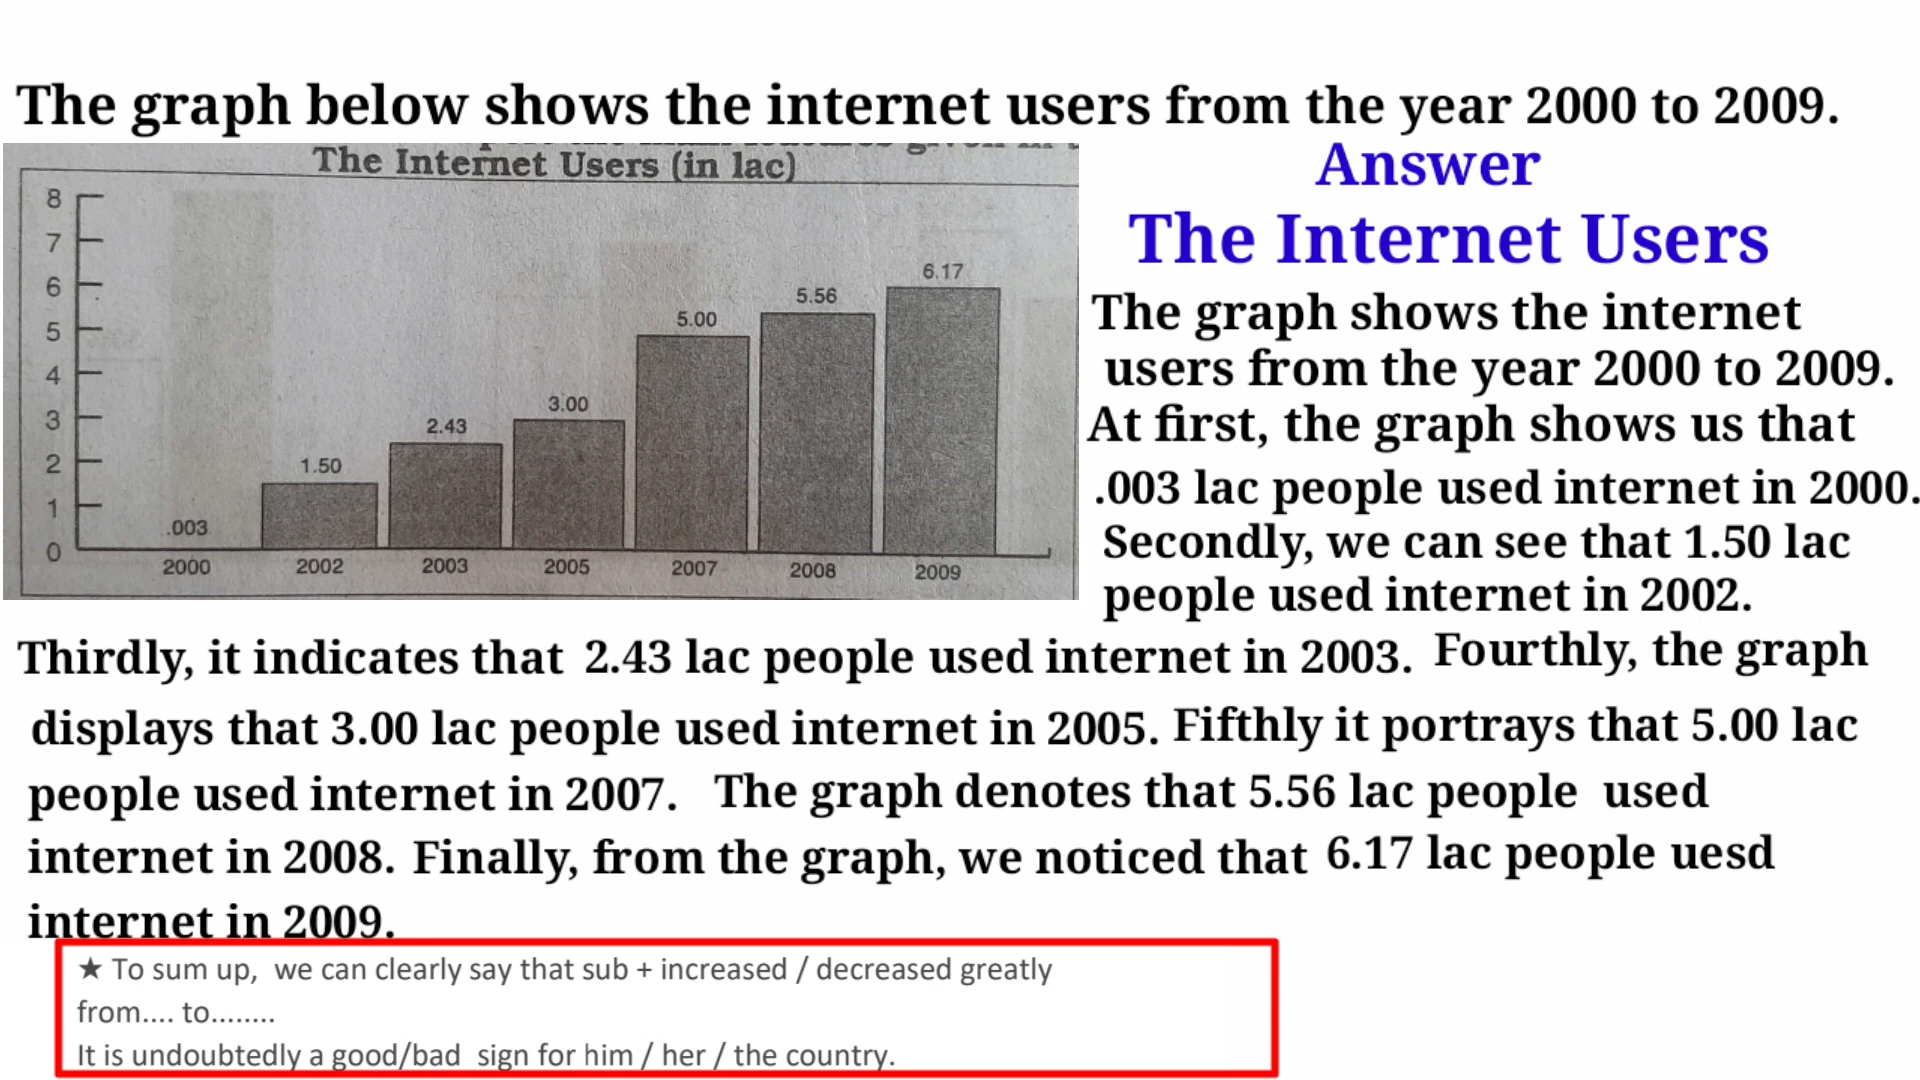 The graph below shows the internet users from the year 2000 to 2009.
The Internet Users (in lac)
8
7
6
5
4
3
2
1
0
.003
1.50
2.43
3.00
5.00
5.56
6.17
2000 2002 2003 2005 2007 2008 2009
Answer
The Internet Users
The graph shows the internet
users from the year 2000 to 2009.
At first, the graph shows us that
.003 lac people used internet in 2000.
Secondly, we can see that 1.50 lac
people used internet in 2002.
Thirdly, it indicates that 2.43 lac people used internet in 2003. Fourthly, the graph
displays that 3.00 lac people used internet in 2005. Fifthly it portrays that 5.00 lac
people used internet in 2007. The graph denotes that 5.56 lac people used
internet in 2008. Finally, from the graph, we noticed that 6.17 lac people uesd
internet in 2009.
★ To sum up, we can clearly say that sub + increased / decreased greatly
from.... to........
It is undoubtedly a good/bad sign for him / her / the country.